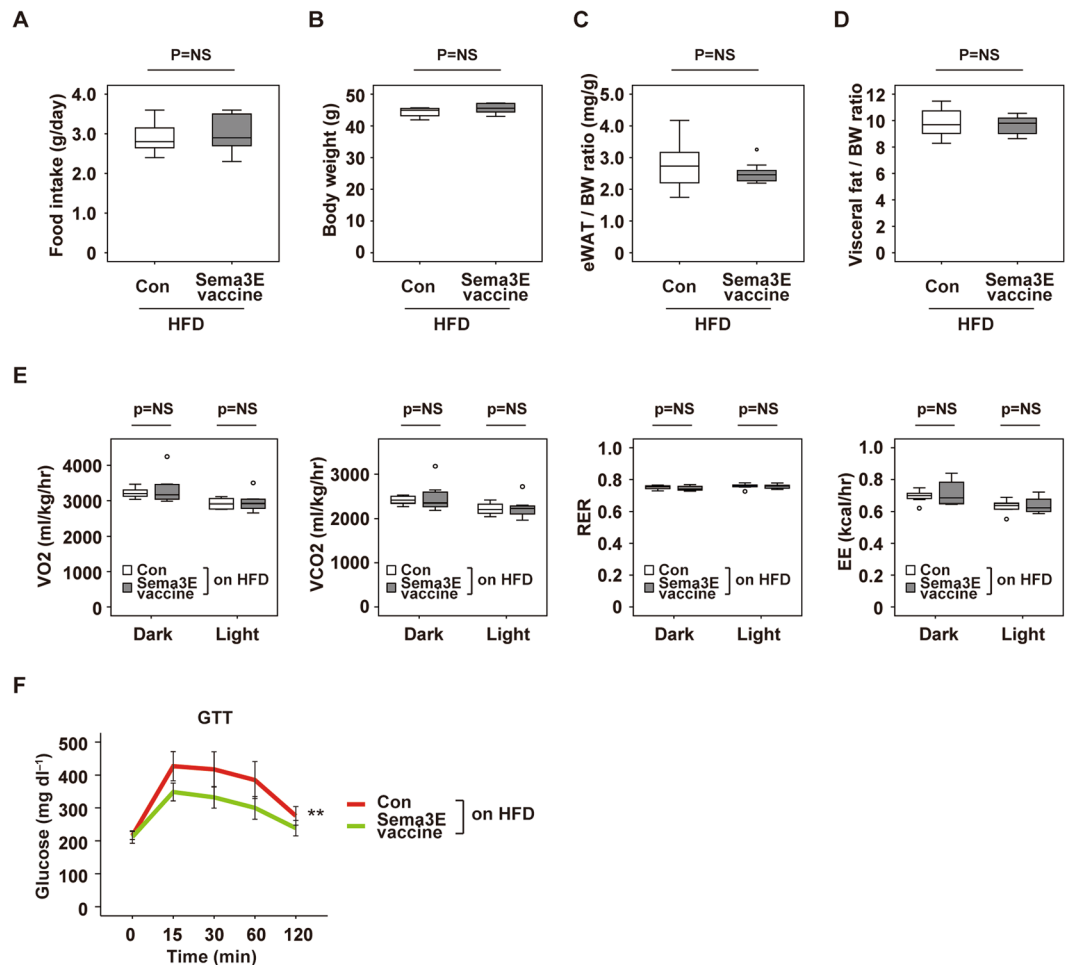 A
P=NS
Food intake (g/day)
4.0
3.0
2.0
1.0
0
Con
Sema3E
vaccine
HFD
B
P=NS
Body weight (g)
50
40
30
20
10
0
Con
Sema3E
vaccine
HFD
C
P=NS
eWAT / BW ratio (mg/g)
5.0
4.0
3.0
2.0
1.0
0
Con
Sema3E
vaccine
HFD
D
P=NS
Visceral fat / BW ratio
12
10
8
6
4
2
0
Con
Sema3E
vaccine
HFD
E
p=NS
p=NS
VO2 (ml/kg/hr)
4000
3000
2000
1000
0
Con
Sema3E
vaccine
on HFD
Dark
Light
p=NS
p=NS
VCO2 (ml/kg/hr)
3000
2000
1000
0
Con
Sema3E
vaccine
on HFD
Dark
Light
p=NS
p=NS
RER
1.0
0.8
0.6
0.4
0.2
0
Con
Sema3E
vaccine
on HFD
Dark
Light
p=NS
p=NS
EE (kcal/hr)
1.0
0.8
0.6
0.4
0.2
0
Con
Sema3E
vaccine
on HFD
Dark
Light
F
GTT
Glucose (mg dl⁻¹)
500
400
300
200
100
0
0 15 30 60 120
Time (min)
**
Con
Sema3E
vaccine
on HFD